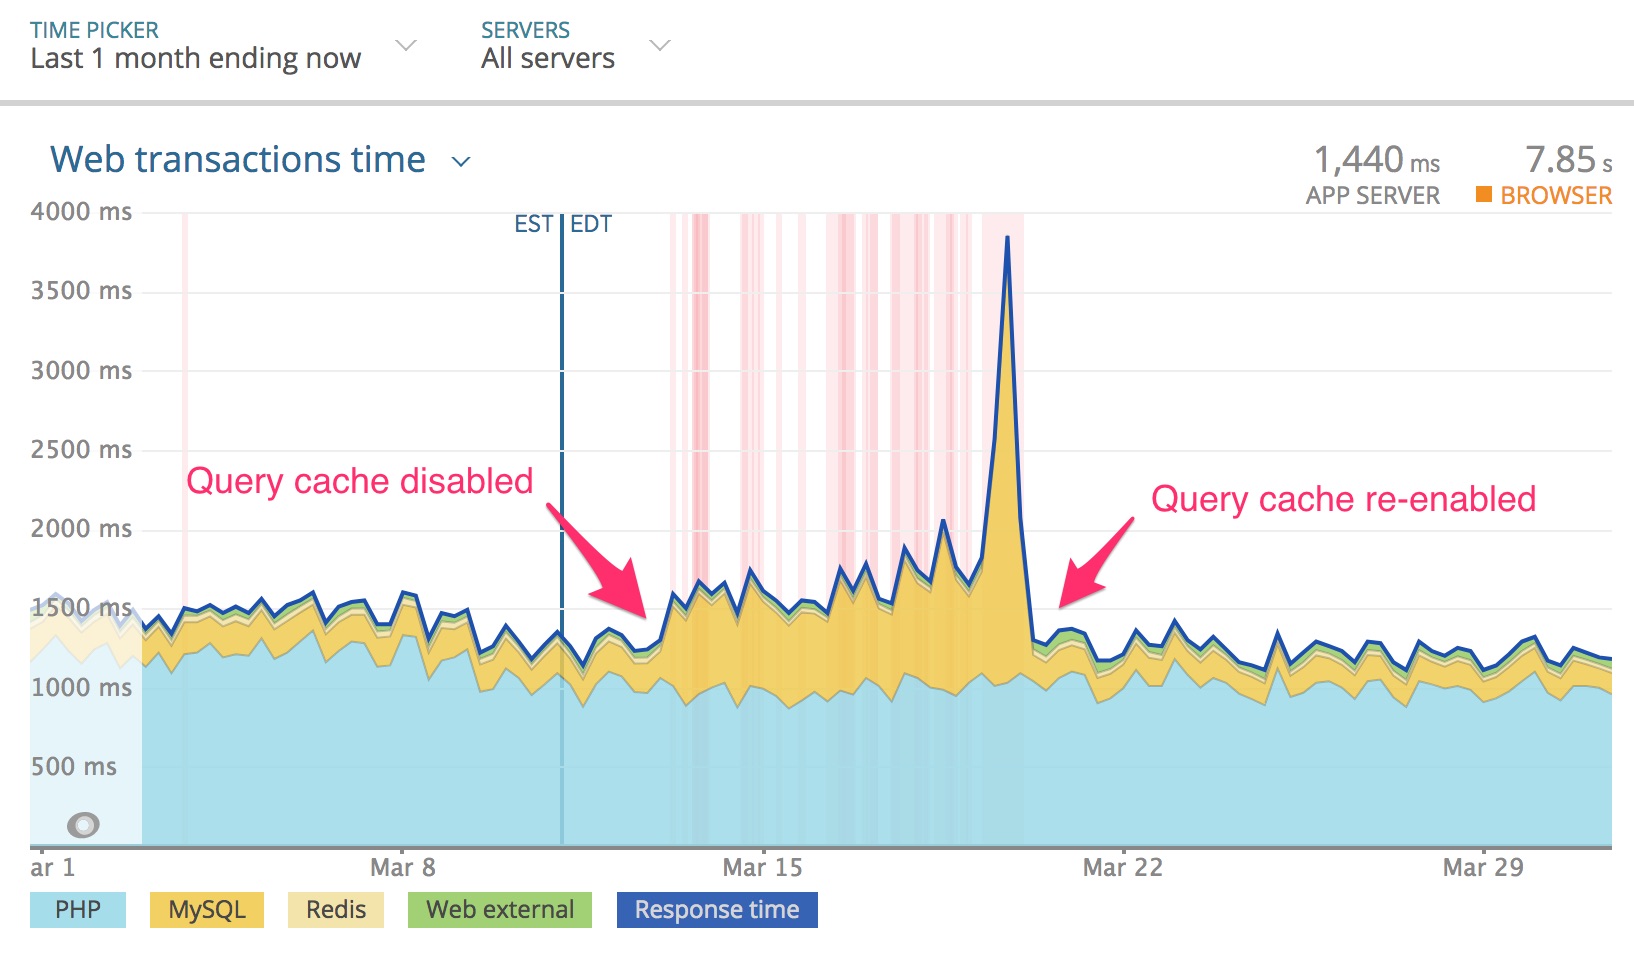 TIME PICKER
Last 1 month ending now
SERVERS
All servers
Web transactions time
1,440 ms
APP SERVER
7.85 s
BROWSER
4000 ms
EST
EDT
3500 ms
3000 ms
2500 ms
Query cache disabled
Query cache re-enabled
2000 ms
1500 ms
1000 ms
500 ms
ar 1
Mar 8
Mar 15
Mar 22
Mar 29
PHP
MySQL
Redis
Web external
Response time